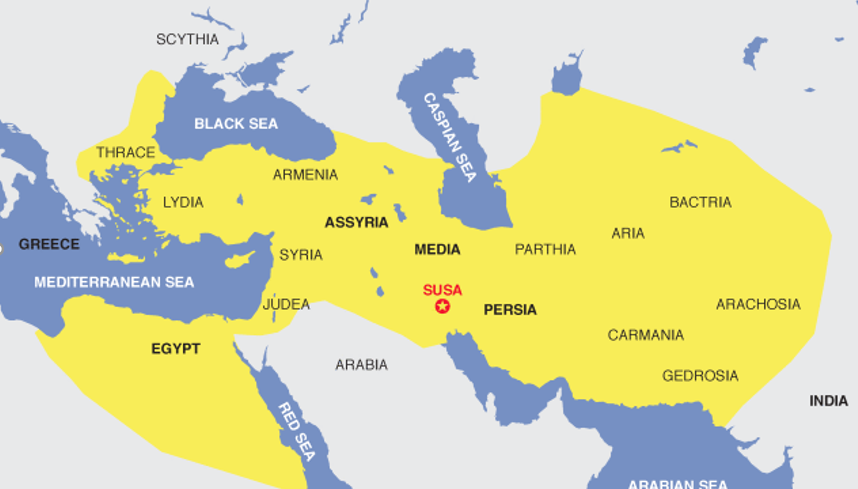 SCYTHIA
BLACK SEA
CASPIAN SEA
THRACE
ARMENIA
LYDIA
BACTRIA
ASSYRIA
ARIA
GREECE
MEDIA
PARTHIA
SYRIA
MEDITERRANEAN SEA
SUSA
JUDEA
PERSIA
ARACHOSIA
CARMANIA
EGYPT
ARABIA
GEDROSIA
INDIA
RED SEA
ARABIAN SEA